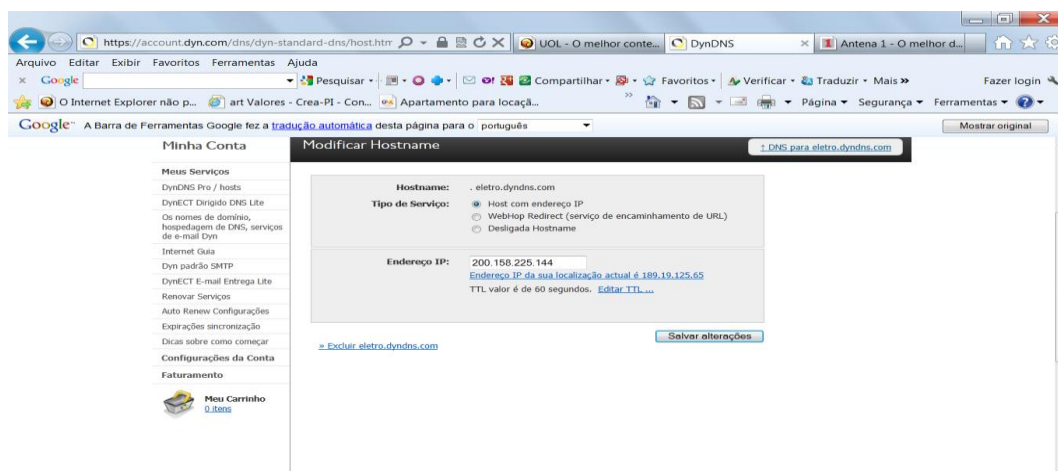 https://account.dyn.com/dns/dyn-standard-dns/host.htm
UOL - O melhor conte...
DynDNS
Antena 1 - O melhor d...
Arquivo Editar Exibir Favoritos Ferramentas Ajuda
Google
Pesquisar
Compartilhar
Favoritos
Verificar
Traduzir
Mais »
Fazer login
O Internet Explorer não p...
art Valores - Crea-PI - Con...
Apartamento para locaçã...
»
Página
Segurança
Ferramentas
Google™ A Barra de Ferramentas Google fez a tradução automática desta página para o português
Mostrar original
Minha Conta
Modificar Hostname
↑ DNS para eletro.dyndns.com
Meus Serviços
DynDNS Pro / hosts
DynECT Dirigido DNS Lite
Os nomes de domínio,
hospedagem de DNS, serviços
de e-mail Dyn
Internet Guia
Dyn padrão SMTP
DynECT E-mail Entrega Lite
Renovar Serviços
Auto Renew Configurações
Expirações sincronização
Dicas sobre como começar
Configurações da Conta
Faturamento
Meu Carrinho
0 itens
Hostname: . eletro.dyndns.com
Tipo de Serviço: Host com endereço IP
WebHop Redirect (serviço de encaminhamento de URL)
Desligada Hostname
Endereço IP: 200.158.225.144
Endereço IP da sua localização actual é 189.19.125.65
TTL valor é de 60 segundos. Editar TTL ...
» Excluir eletro.dyndns.com
Salvar alterações